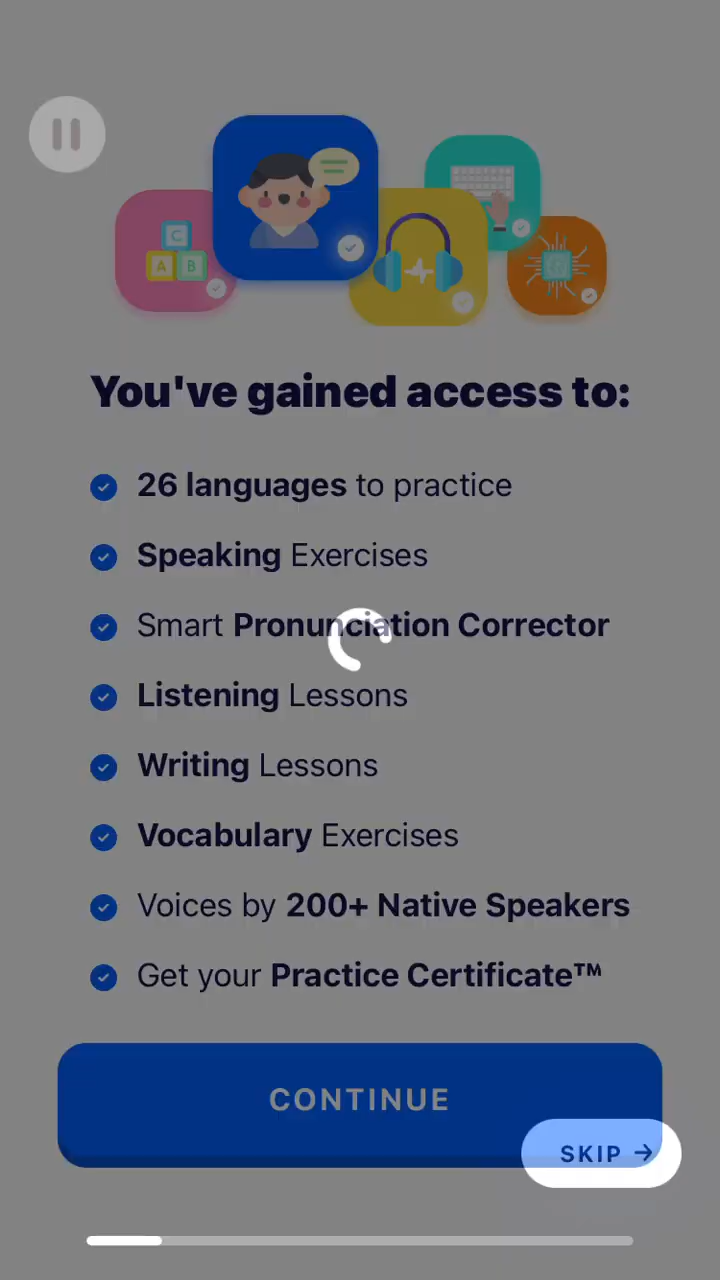 C
A B
You've gained access to:
26 languages to practice
Speaking Exercises
Smart Pronunciation Corrector
Listening Lessons
Writing Lessons
Vocabulary Exercises
Voices by 200+ Native Speakers
Get your Practice Certificate™
CONTINUE
SKIP →